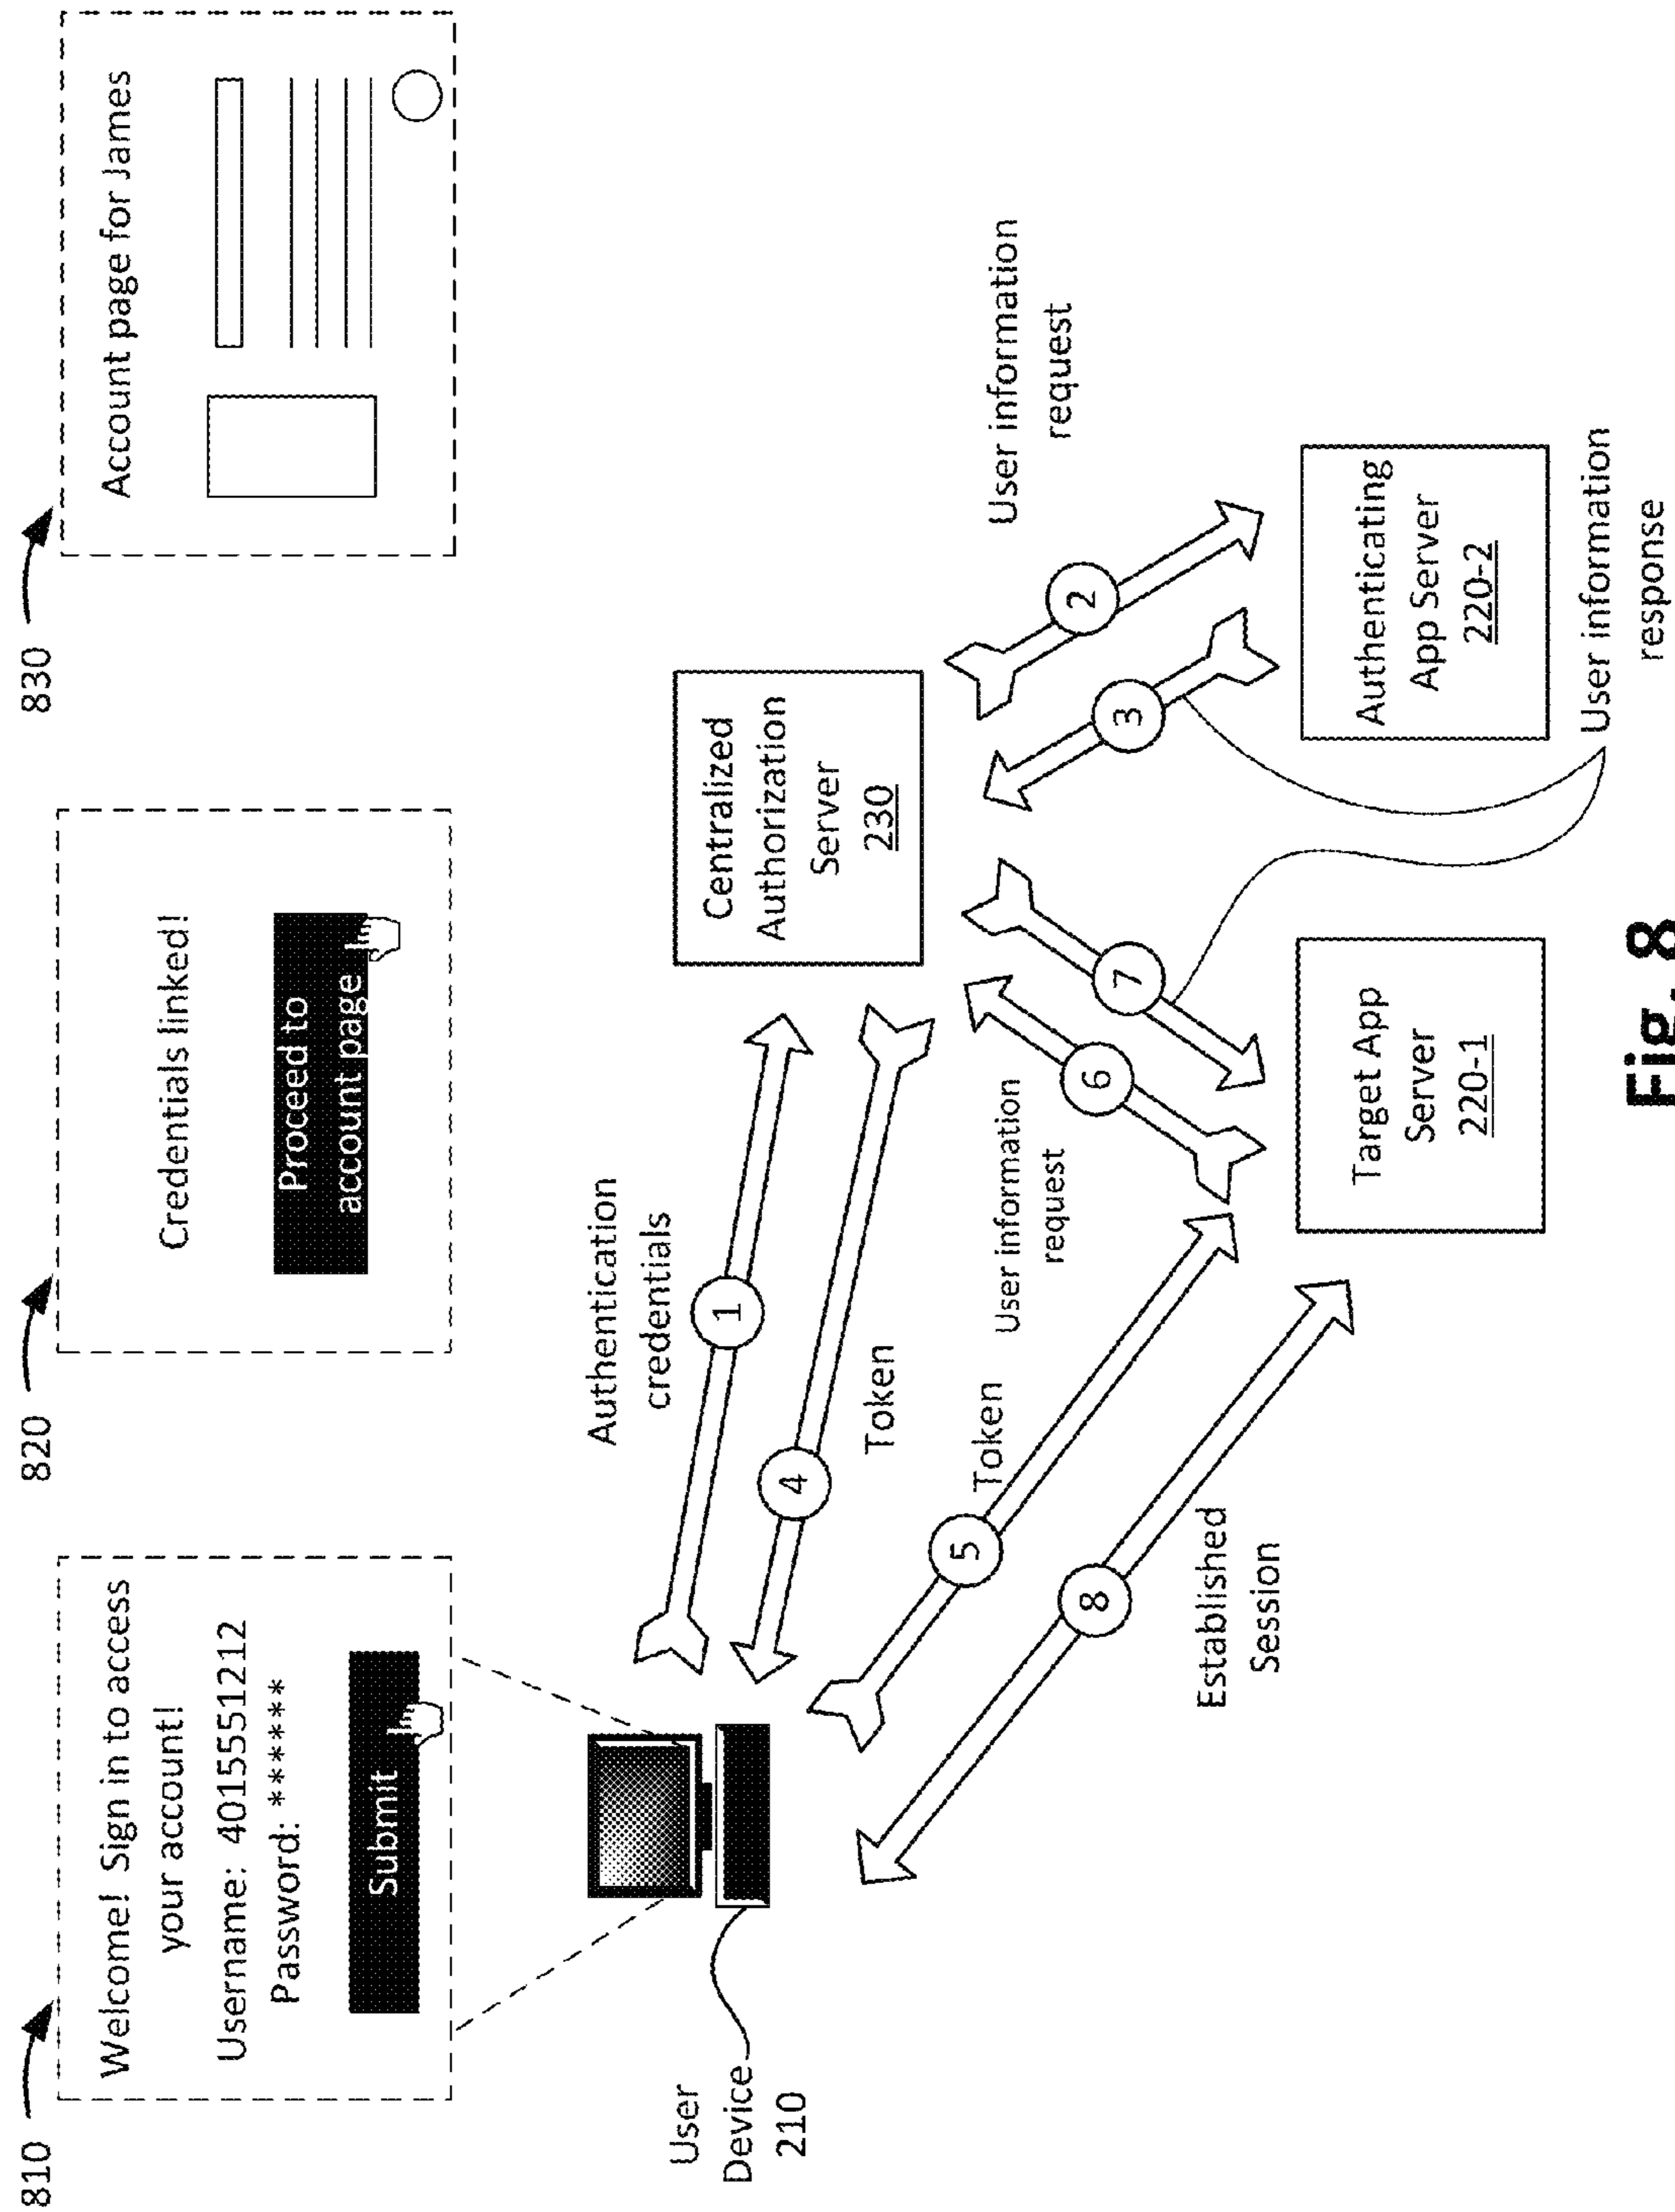 810
Welcome! Sign in to access
your account!
Username: 4015551212
Password: *******
Submit
820
Credentials linked!
Proceed to
account page
830
Account page for James
User
Device
210
Authentication
credentials
1
4
Token
5
Token
8
Established
Session
Centralized
Authorization
Server
230
User information
request
6
7
2
User information
request
3
Target App
Server
220-1
Authenticating
App Server
220-2
User information
response
Fig. 8